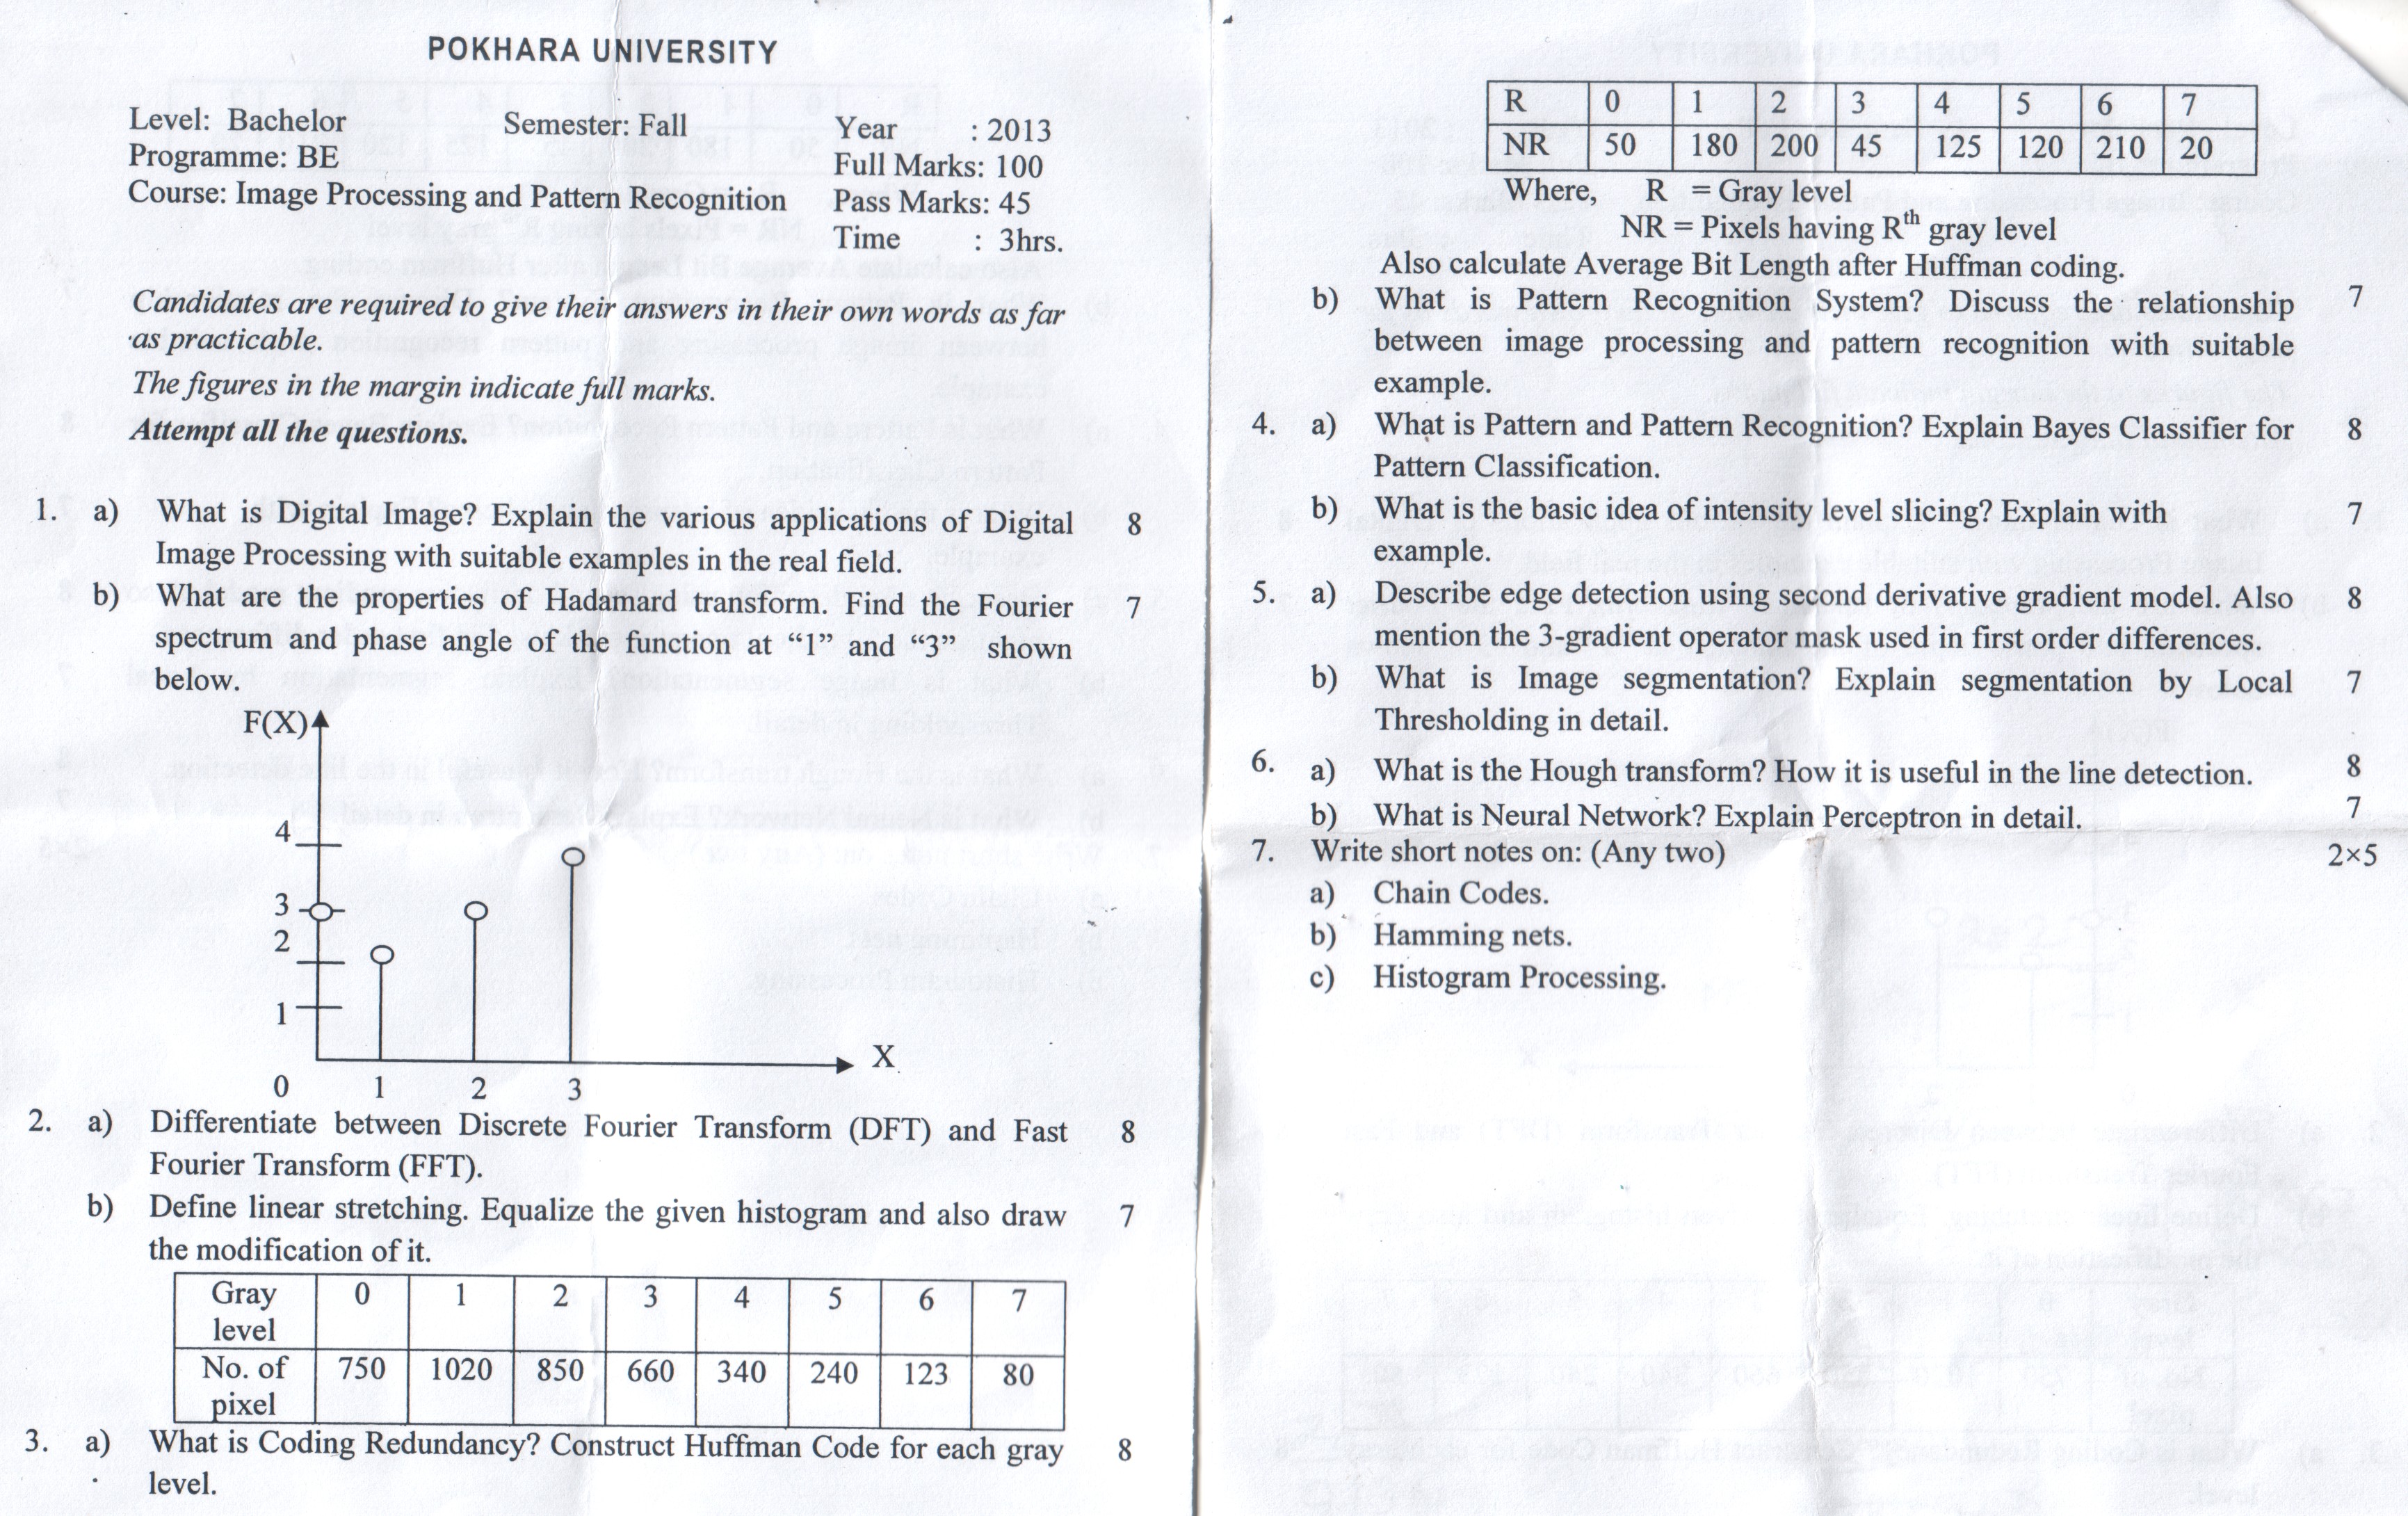 POKHARA UNIVERSITY
Level: Bachelor Semester: Fall Year : 2013
Programme: BE Full Marks: 100
Course: Image Processing and Pattern Recognition Pass Marks: 45
Time : 3hrs.
Candidates are required to give their answers in their own words as far
as practicable.
The figures in the margin indicate full marks.
Attempt all the questions.
1. a) What is Digital Image? Explain the various applications of Digital 8
Image Processing with suitable examples in the real field.
b) What are the properties of Hadamard transform. Find the Fourier 7
spectrum and phase angle of the function at “1” and “3” shown
below.
F(X)
4
3
2
1
X
0 1 2 3
2. a) Differentiate between Discrete Fourier Transform (DFT) and Fast 8
Fourier Transform (FFT).
b) Define linear stretching. Equalize the given histogram and also draw 7
the modification of it.
Gray level 0 1 2 3 4 5 6 7
No. of pixel 750 1020 850 660 340 240 123 80
3. a) What is Coding Redundancy? Construct Huffman Code for each gray 8
level.
R 0 1 2 3 4 5 6 7
NR 50 180 200 45 125 120 210 20
Where, R = Gray level
NR = Pixels having Rth gray level
Also calculate Average Bit Length after Huffman coding.
b) What is Pattern Recognition System? Discuss the relationship 7
between image processing and pattern recognition with suitable
example.
4. a) What is Pattern and Pattern Recognition? Explain Bayes Classifier for 8
Pattern Classification.
b) What is the basic idea of intensity level slicing? Explain with 7
example.
5. a) Describe edge detection using second derivative gradient model. Also 8
mention the 3-gradient operator mask used in first order differences.
b) What is Image segmentation? Explain segmentation by Local 7
Thresholding in detail.
6. a) What is the Hough transform? How it is useful in the line detection. 8
b) What is Neural Network? Explain Perceptron in detail. 7
7. Write short notes on: (Any two) 2×5
a) Chain Codes.
b) Hamming nets.
c) Histogram Processing.